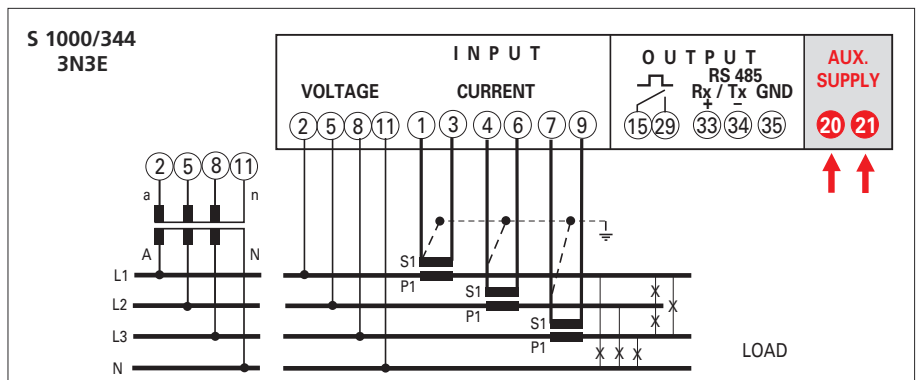 S 1000/344
3N3E
INPUT
VOLTAGE
CURRENT
2 5 8 11 1 3 4 6 7 9
OUTPUT
RS 485
Rx / Tx GND
+ −
15 29 33 34 35
AUX.
SUPPLY
20 21
2 5 8 11
a n
A N
L1
L2
L3
N
S1
P1
S1
P1
S1
P1
X
X
X
X
X X X
LOAD